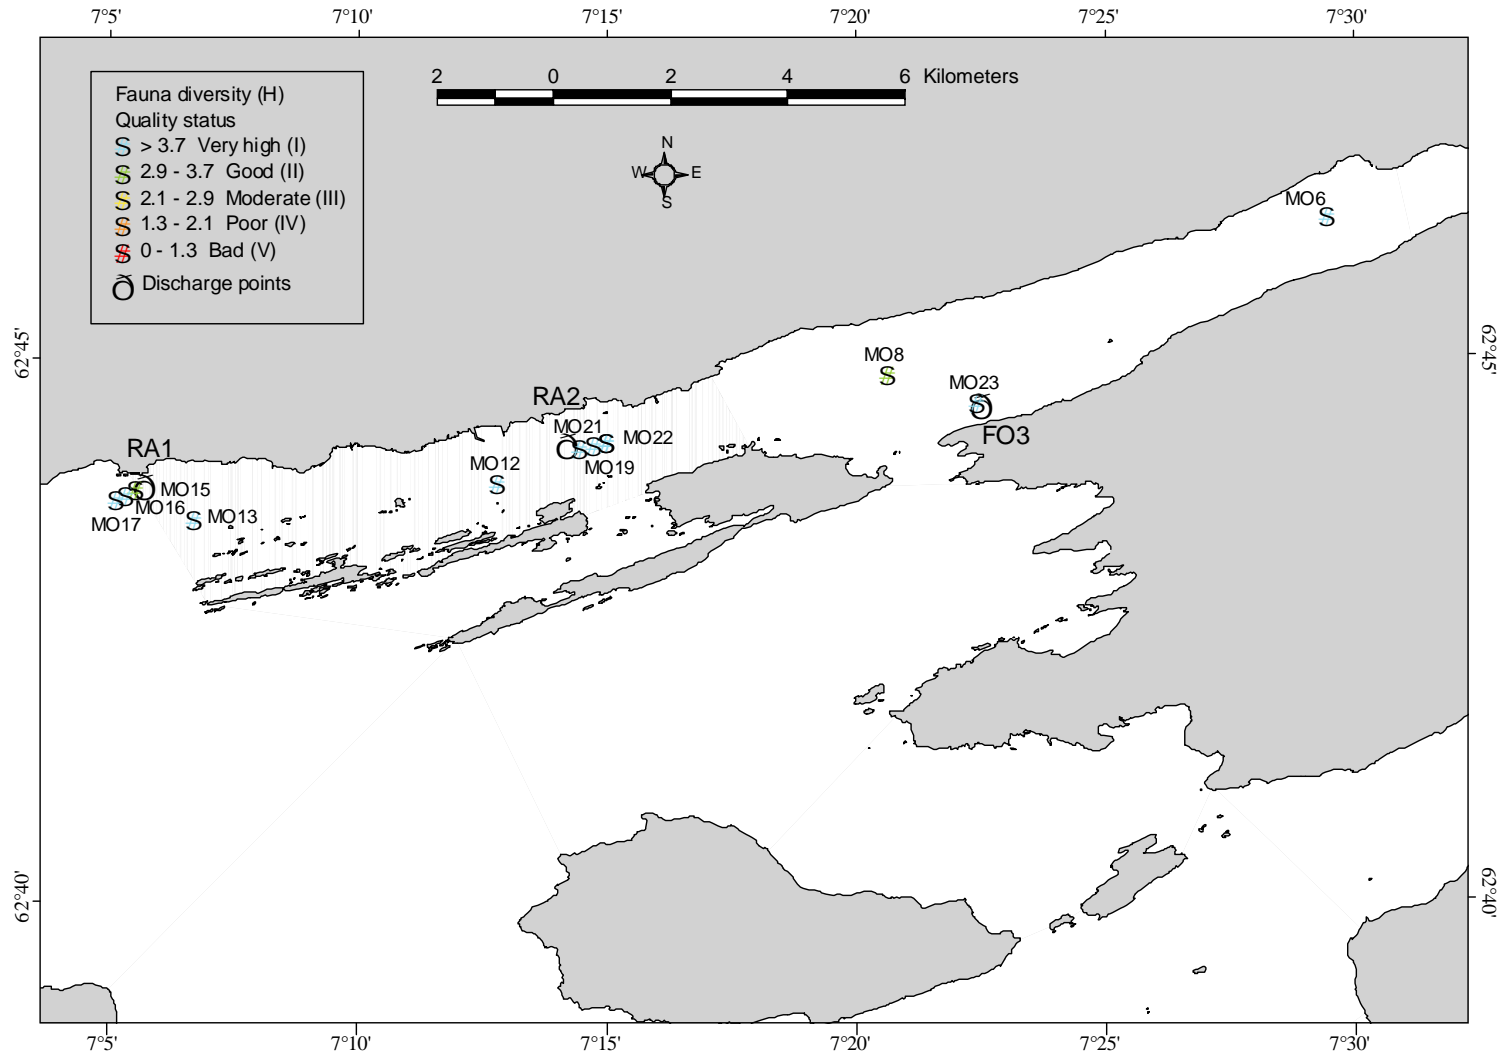 7°5' 7°10' 7°15' 7°20' 7°25' 7°30'
Fauna diversity (H)
Quality status
S > 3.7 Very high (I)
S 2.9 - 3.7 Good (II)
S 2.1 - 2.9 Moderate (III)
S 1.3 - 2.1 Poor (IV)
S 0 - 1.3 Bad (V)
Õ Discharge points
2 0 2 4 6 Kilometers
N
W E
S
MO6
S
62°45'
62°45'
MO8
S
MO23
S Õ
FO3
RA2
MO21
Õ S S S MO22
MO19
MO12
S
RA1
S S S Õ MO15
MO16
MO17
S MO13
62°40'
62°40'
7°5' 7°10' 7°15' 7°20' 7°25' 7°30'